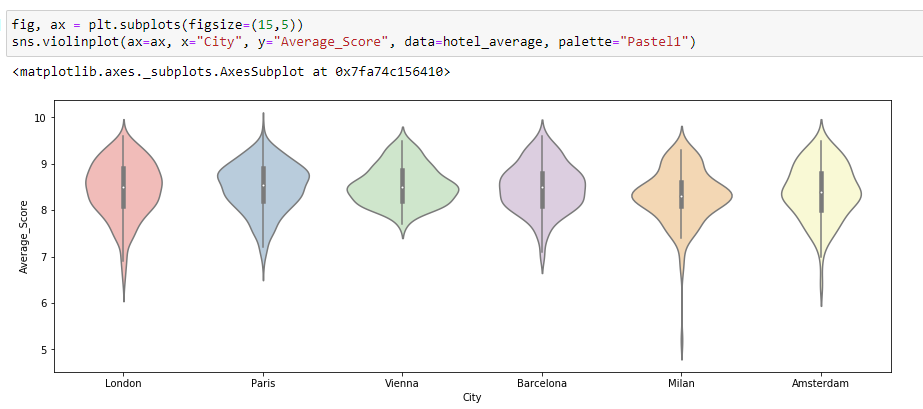 fig, ax = plt.subplots(figsize=(15,5))
sns.violinplot(ax=ax, x="City", y="Average_Score", data=hotel_average, palette="Pastel1")
<matplotlib.axes._subplots.AxesSubplot at 0x7fa74c156410>
10
9
8
7
6
5
Average_Score
London Paris Vienna Barcelona Milan Amsterdam
City